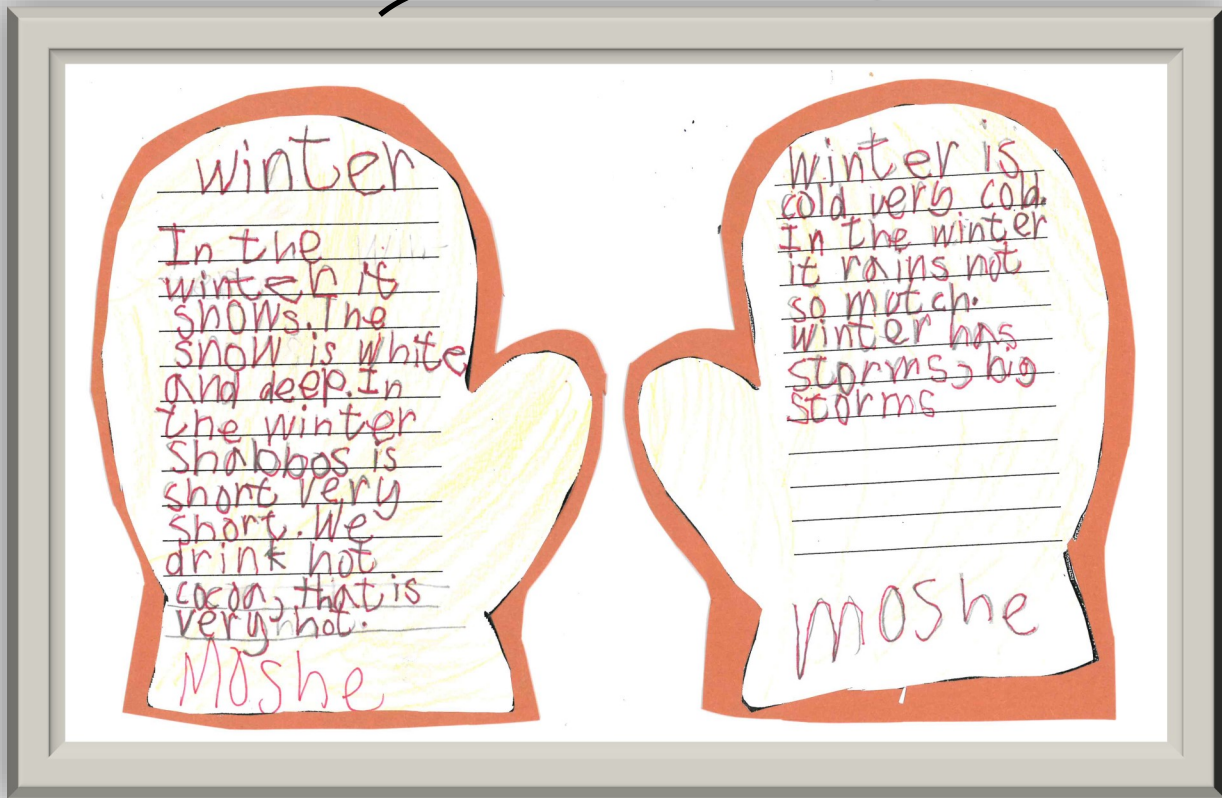 winter
In the
winter it
snows. The
snow is white
and deep. In
the winter
Shabbos is
short very
short. We
drink hot
cocoa, that is
very hot.
Moshe
winter is
cold very cold.
In the winter
it rains not
so mutch.
winter has
storms, big
storms
moshe